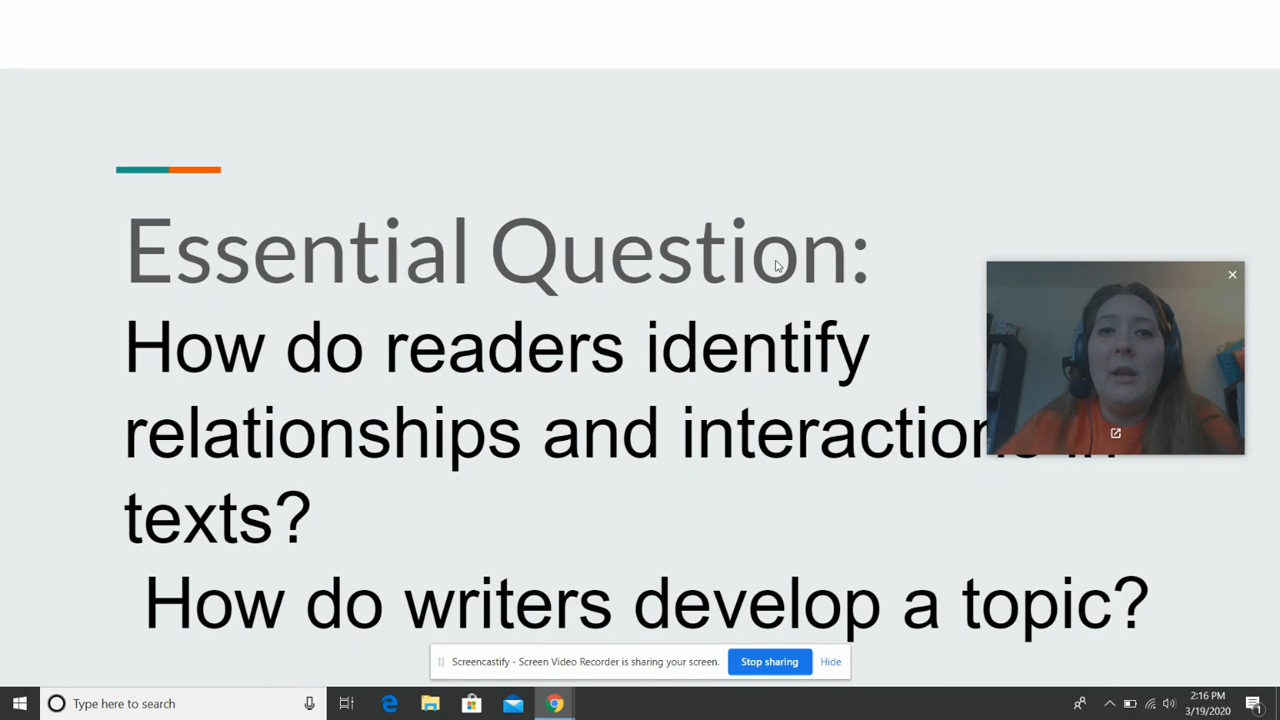 Essential Question:
How do readers identify
relationships and interactions in
texts?
How do writers develop a topic?
Screencastify - Screen Video Recorder is sharing your screen.
Stop sharing
Hide
Type here to search
2:16 PM
3/19/2020
1